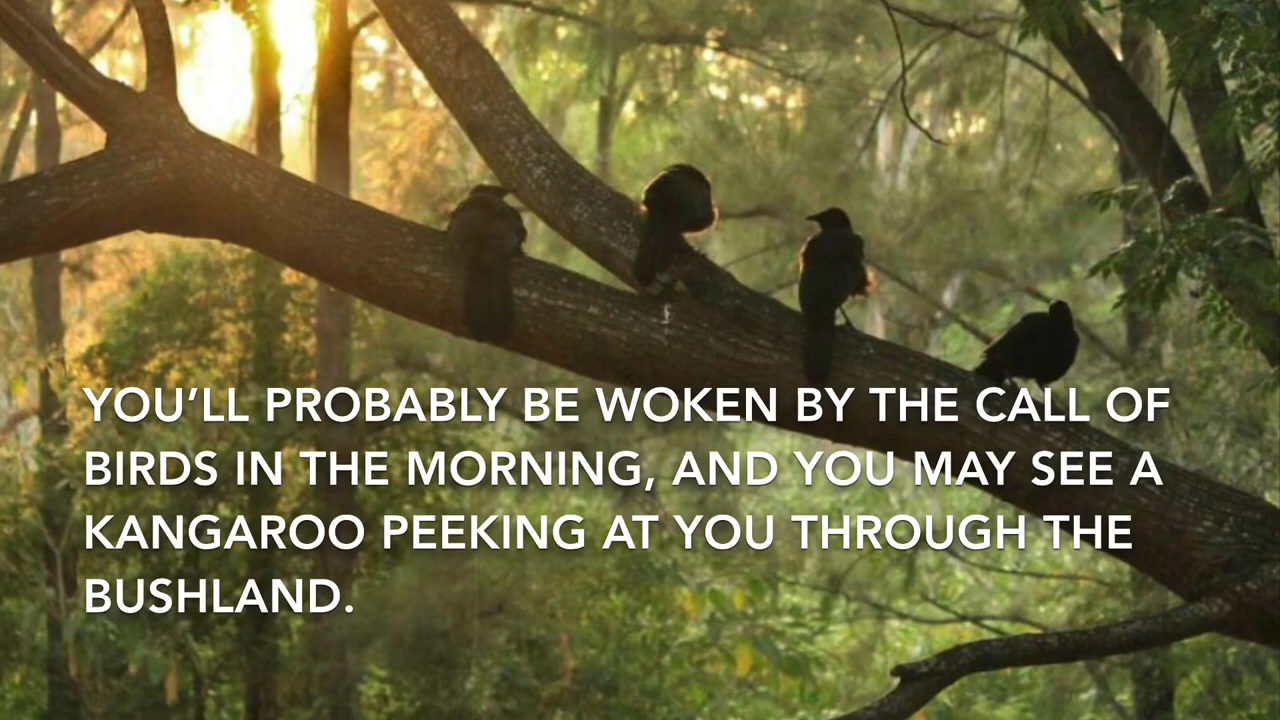 YOU’LL PROBABLY BE WOKEN BY THE CALL OF
BIRDS IN THE MORNING, AND YOU MAY SEE A
KANGAROO PEEKING AT YOU THROUGH THE
BUSHLAND.